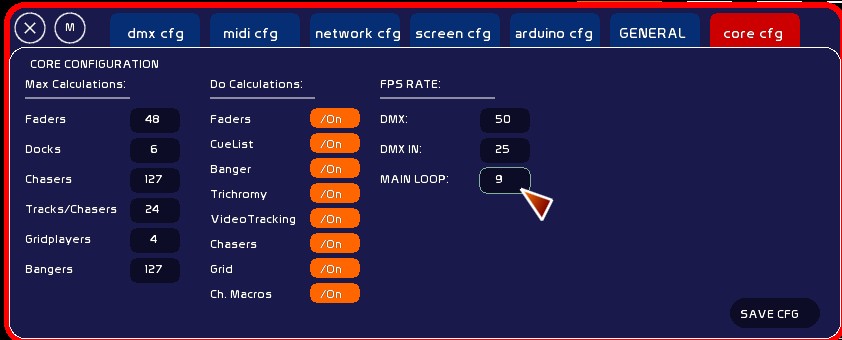 X M dmx cfg midi cfg network cfg screen cfg arduino cfg GENERAL core cfg
CORE CONFIGURATION
Max Calculations: Do Calculations: FPS RATE:
Faders 48
Docks 6
Chasers 127
Tracks/Chasers 24
Gridplayers 4
Bangers 127
Faders /On
CueList /On
Banger /On
Trichromy /On
VideoTracking /On
Chasers /On
Grid /On
Ch. Macros /On
DMX: 50
DMX IN: 25
MAIN LOOP: 9
SAVE CFG